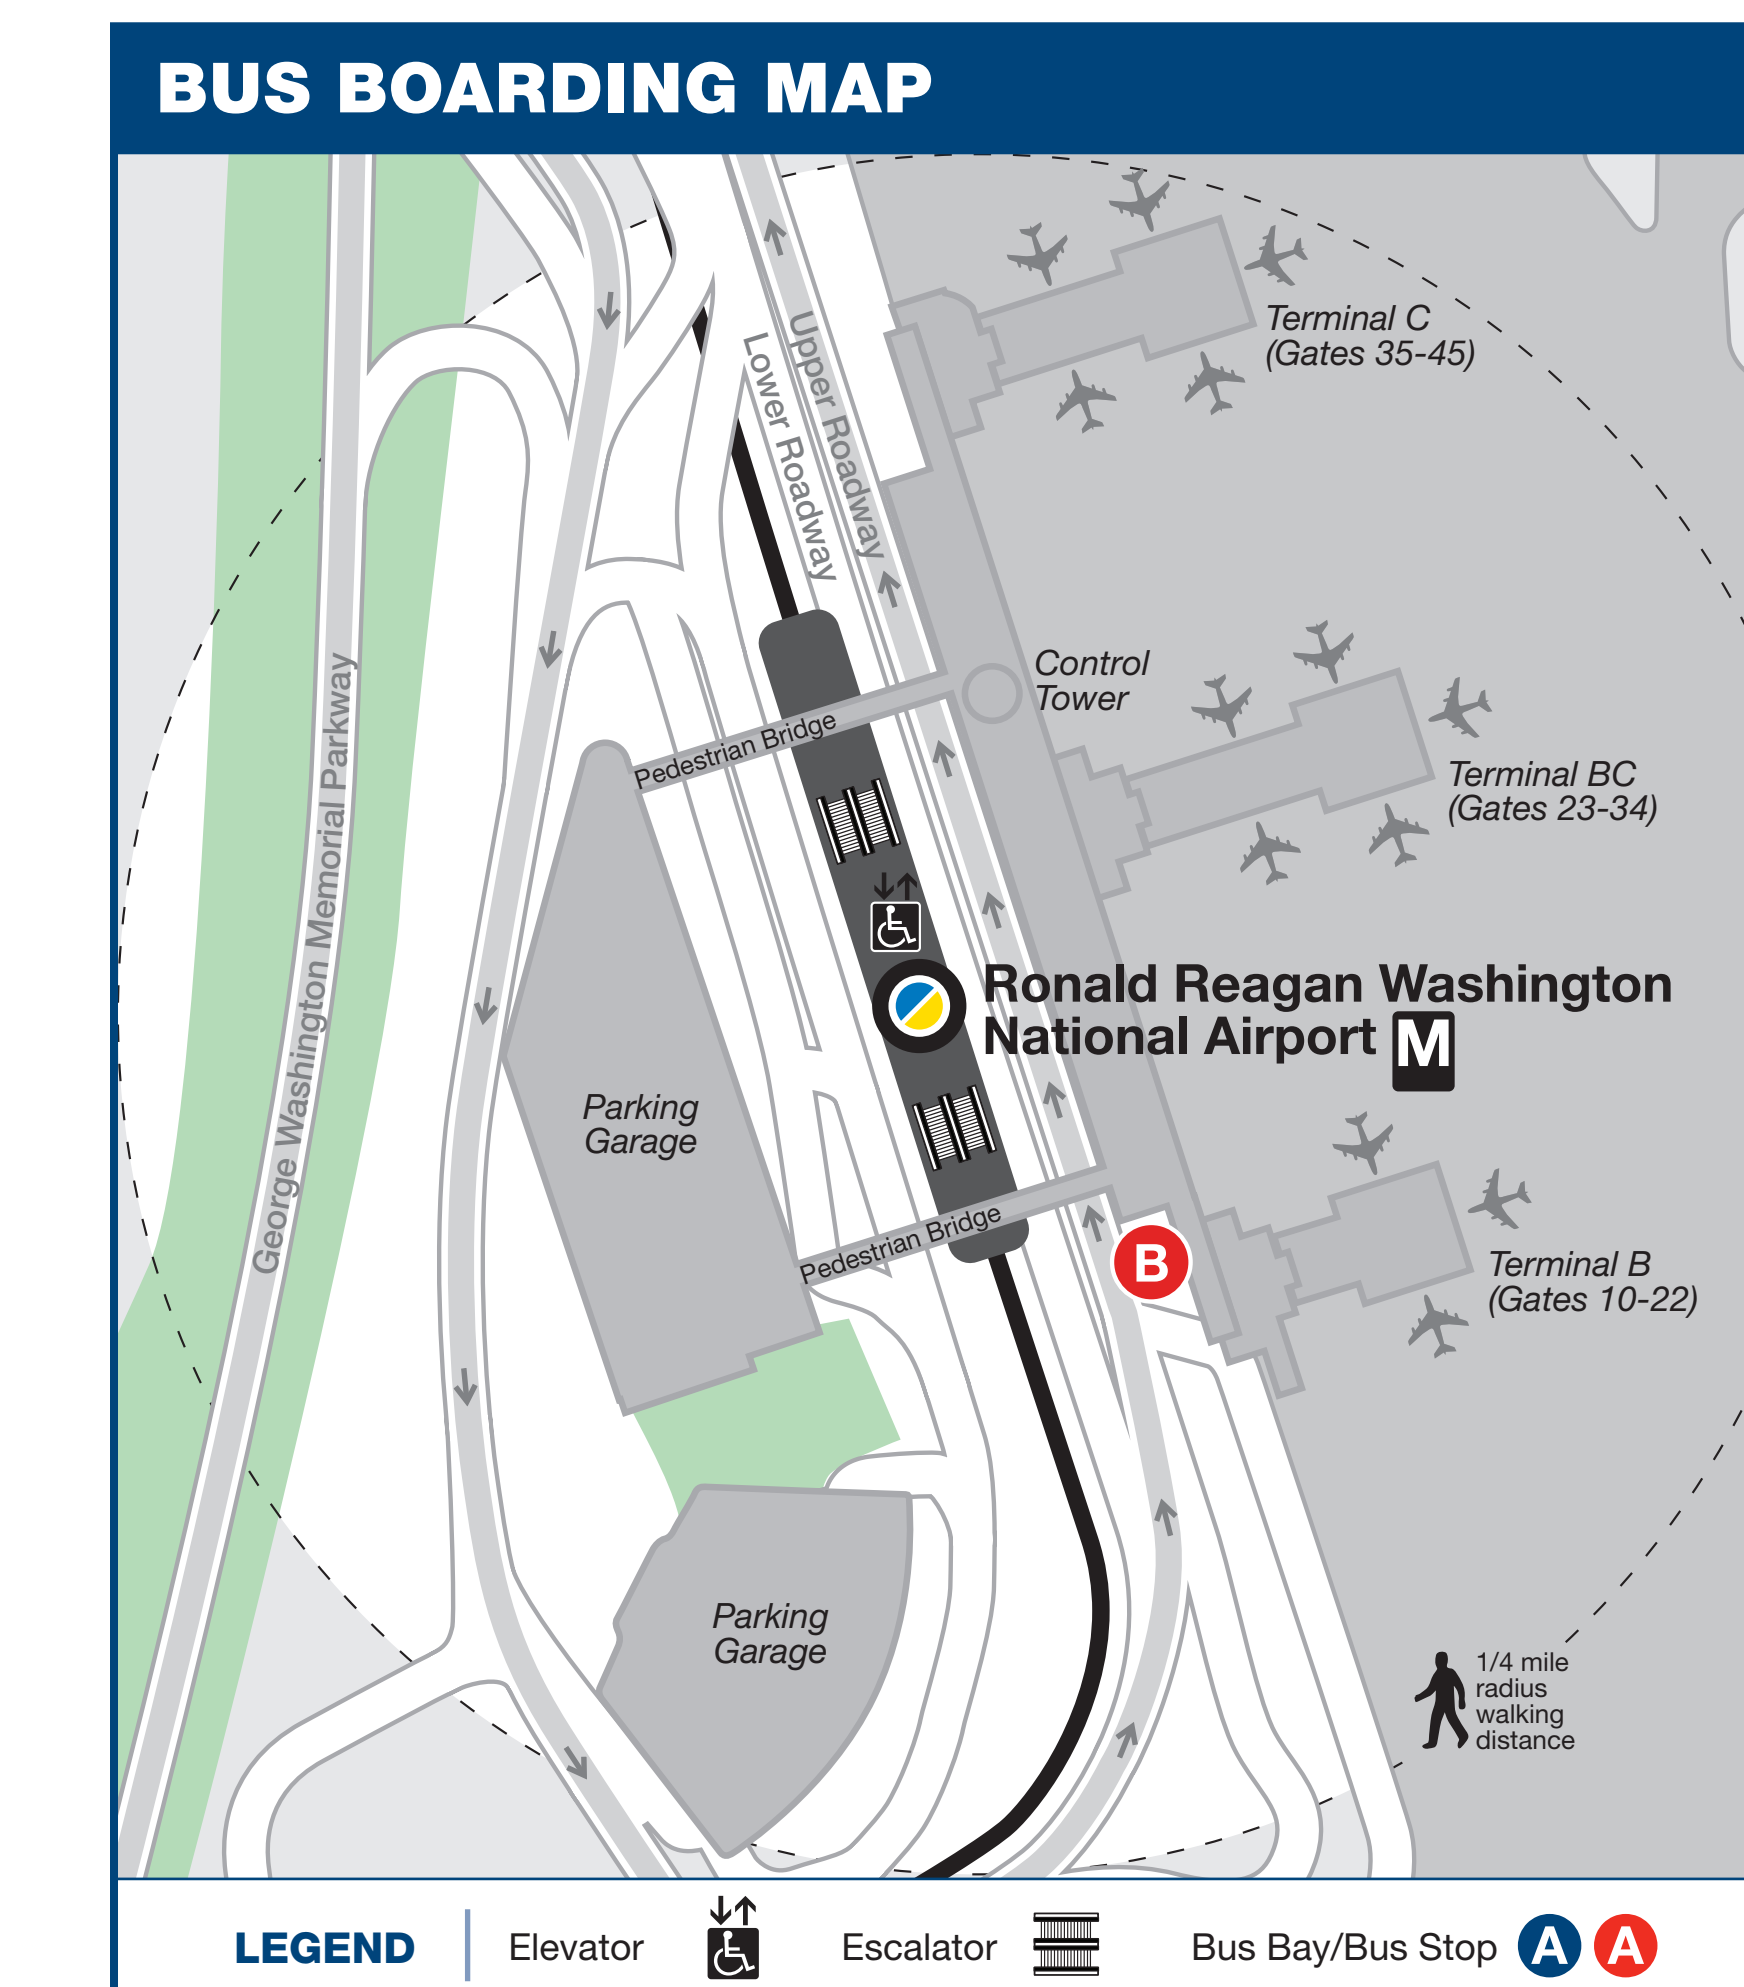 BUS BOARDING MAP
Upper Roadway
Lower Roadway
Terminal C
(Gates 35-45)
Control
Tower
Pedestrian Bridge
Terminal BC
(Gates 23-34)
George Washington Memorial Parkway
Ronald Reagan Washington
National Airport M
Parking
Garage
Pedestrian Bridge
B
Terminal B
(Gates 10-22)
Parking
Garage
1/4 mile
radius
walking
distance
LEGEND Elevator Escalator Bus Bay/Bus Stop A A